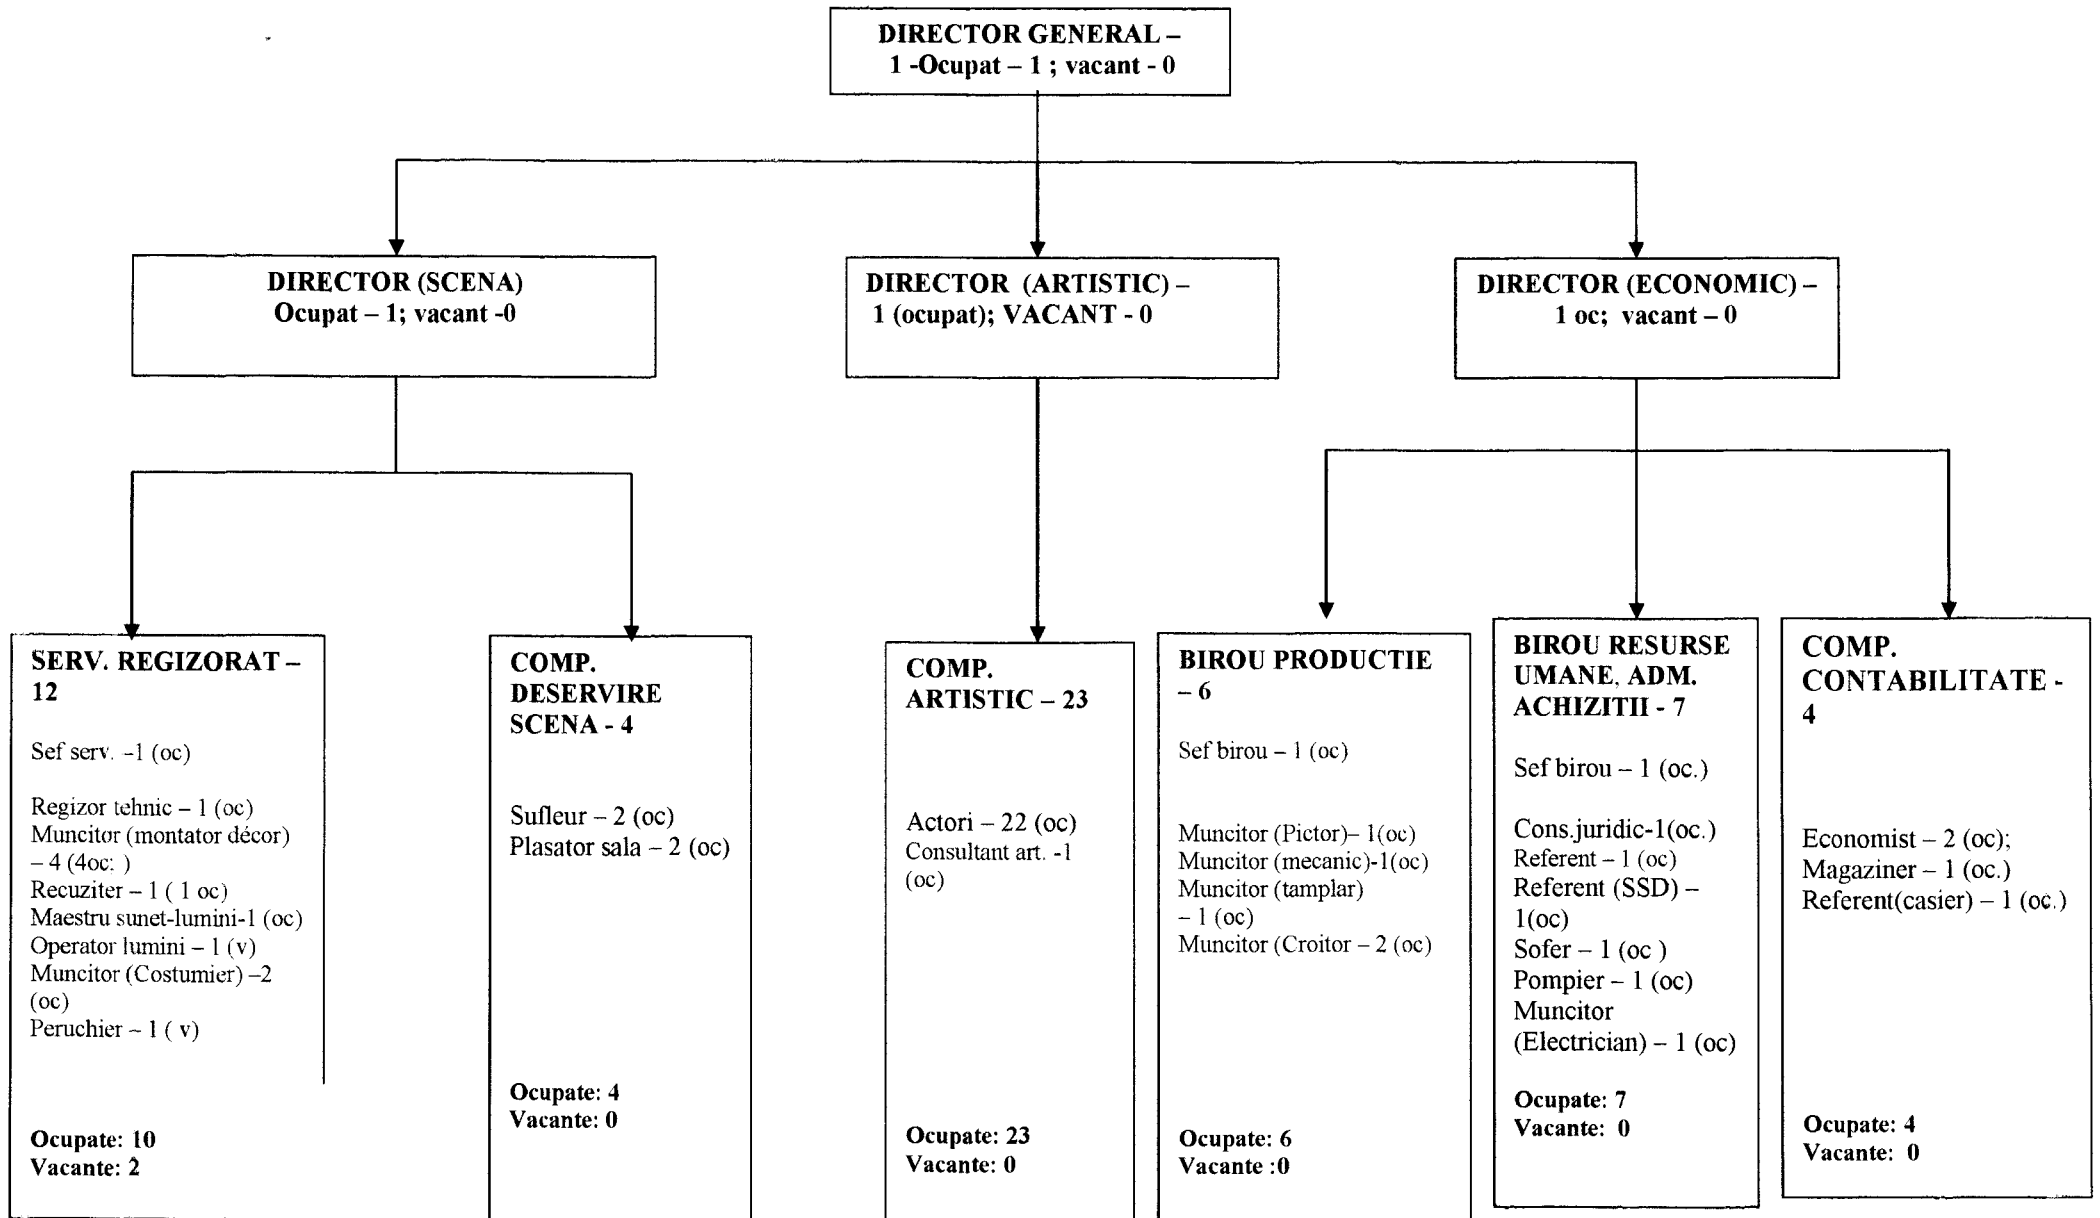 DIRECTOR GENERAL –
1 -Ocupat – 1 ; vacant - 0
DIRECTOR (SCENA)
Ocupat – 1; vacant -0
DIRECTOR (ARTISTIC) –
1 (ocupat); VACANT - 0
DIRECTOR (ECONOMIC) –
1 oc; vacant – 0
SERV. REGIZORAT –
12
Sef serv. -1 (oc)
Regizor tehnic – 1 (oc)
Muncitor (montator décor)
– 4 (4oc: )
Recuziter – 1 ( 1 oc)
Maestru sunet-lumini-1 (oc)
Operator lumini – 1 (v)
Muncitor (Costumier) –2
(oc)
Peruchier – 1 ( v)
Ocupate: 10
Vacante: 2
COMP.
DESERVIRE
SCENA - 4
Sufleur – 2 (oc)
Plasator sala – 2 (oc)
Ocupate: 4
Vacante: 0
COMP.
ARTISTIC – 23
Actori – 22 (oc)
Consultant art. -1
(oc)
Ocupate: 23
Vacante: 0
BIROU PRODUCTIE
– 6
Sef birou – 1 (oc)
Muncitor (Pictor)– 1(oc)
Muncitor (mecanic)-1(oc)
Muncitor (tamplar)
– 1 (oc)
Muncitor (Croitor – 2 (oc)
Ocupate: 6
Vacante :0
BIROU RESURSE
UMANE, ADM.
ACHIZITII - 7
Sef birou – 1 (oc.)
Cons.juridic-1(oc.)
Referent – 1 (oc)
Referent (SSD) –
1(oc)
Sofer – 1 (oc )
Pompier – 1 (oc)
Muncitor
(Electrician) – 1 (oc)
Ocupate: 7
Vacante: 0
COMP.
CONTABILITATE -
4
Economist – 2 (oc);
Magaziner – 1 (oc.)
Referent(casier) – 1 (oc.)
Ocupate: 4
Vacante: 0